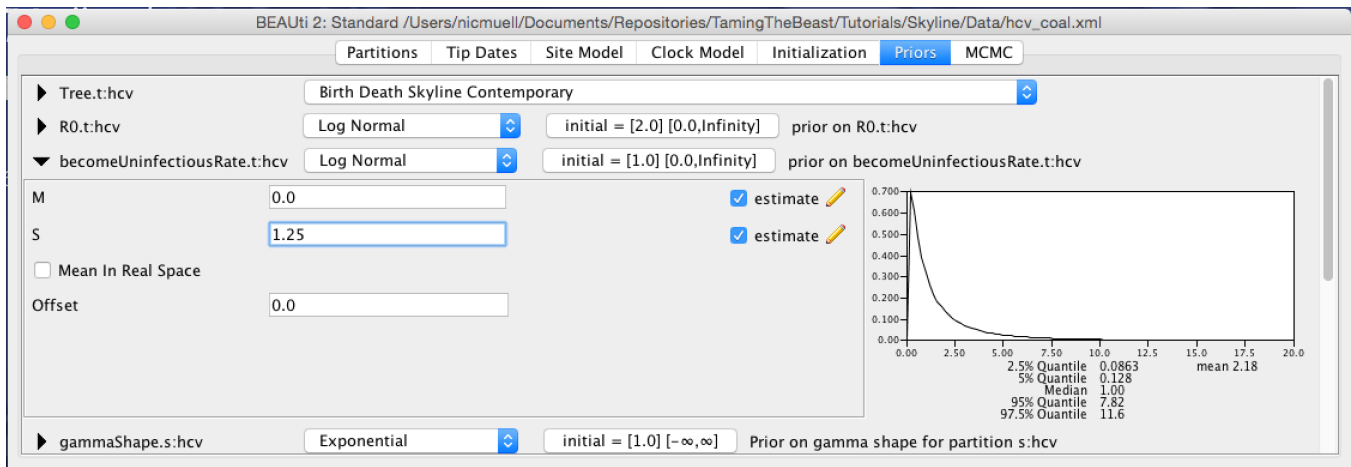 BEAUti 2: Standard /Users/nicmuell/Documents/Repositories/TamingTheBeast/Tutorials/Skyline/Data/hcv_coal.xml
Partitions Tip Dates Site Model Clock Model Initialization Priors MCMC
Tree.t:hcv Birth Death Skyline Contemporary
R0.t:hcv Log Normal initial = [2.0] [0.0,Infinity] prior on R0.t:hcv
becomeUninfectiousRate.t:hcv Log Normal initial = [1.0] [0.0,Infinity] prior on becomeUninfectiousRate.t:hcv
M 0.0 estimate
S 1.25 estimate
Mean In Real Space
Offset 0.0
0.700
0.600
0.500
0.400
0.300
0.200
0.100
0.00
0.00 2.50 5.00 7.50 10.0 12.5 15.0 17.5 20.0
2.5% Quantile 0.0863 mean 2.18
5% Quantile 0.128
Median 1.00
95% Quantile 7.82
97.5% Quantile 11.6
gammaShape.s:hcv Exponential initial = [1.0] [-∞,∞] Prior on gamma shape for partition s:hcv